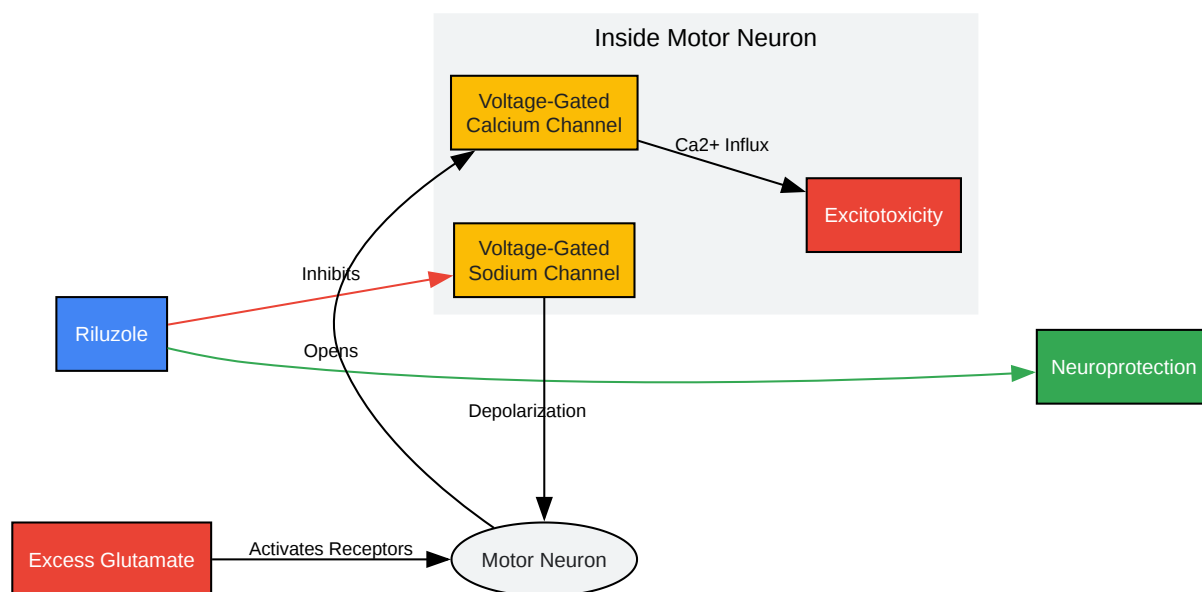 Inside Motor Neuron
Voltage-Gated
Calcium Channel
Ca2+ Influx
Excitotoxicity
Voltage-Gated
Sodium Channel
Inhibits
Riluzole
Opens
Neuroprotection
Depolarization
Excess Glutamate
Activates Receptors
Motor Neuron